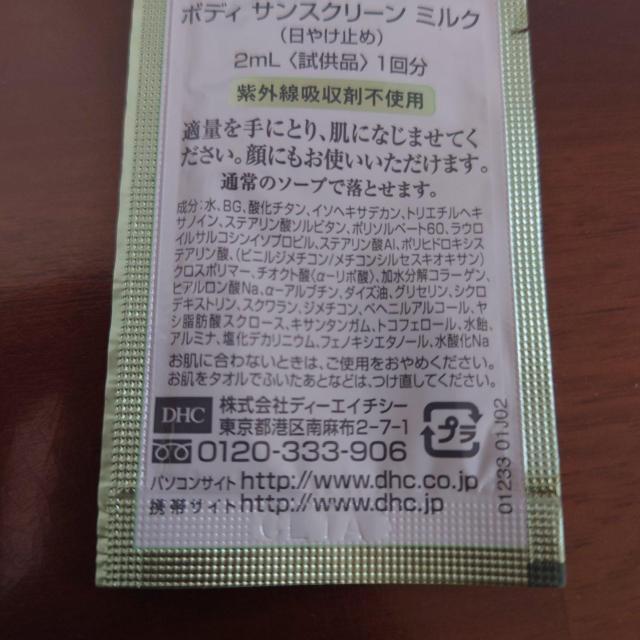 ボディ サンスクリーン ミルク
(日やけ止め)
2mL〈試供品〉1回分
紫外線吸収剤不使用
適量を手にとり、肌になじませてく
ださい。顔にもお使いいただけます。
通常のソープで落とせます。
成分:水、BG、酸化チタン、イソヘキサデカン、トリエチルヘキ
サノイン、ステアリン酸ソルビタン、ポリソルベート60、ラウロ
イルサルコシンイソプロピル、ステアリン酸Al、ポリヒドロキシス
テアリン酸、(ビニルジメチコン/メチコンシルセスキオキサン)
クロスポリマー、チオクト酸(α-リポ酸)、加水分解コラーゲン、
ヒアルロン酸Na、α-アルブチン、ダイズ油、グリセリン、シクロ
デキストリン、スクワラン、ジメチコン、ベヘニルアルコール、ヤ
シ脂肪酸スクロース、キサンタンガム、トコフェロール、水飴、
アルミナ、塩化デカリニウム、フェノキシエタノール、水酸化Na
お肌に合わないときは、ご使用をおやめください。
お肌をタオルでふいたあとなどは、つけ直してください。
DHC 株式会社ディーエイチシー
東京都港区南麻布2-7-1
0120-333-906
プラ
パソコンサイト http://www.dhc.co.jp
携帯サイト http://www.dhc.jp
01233 01J02